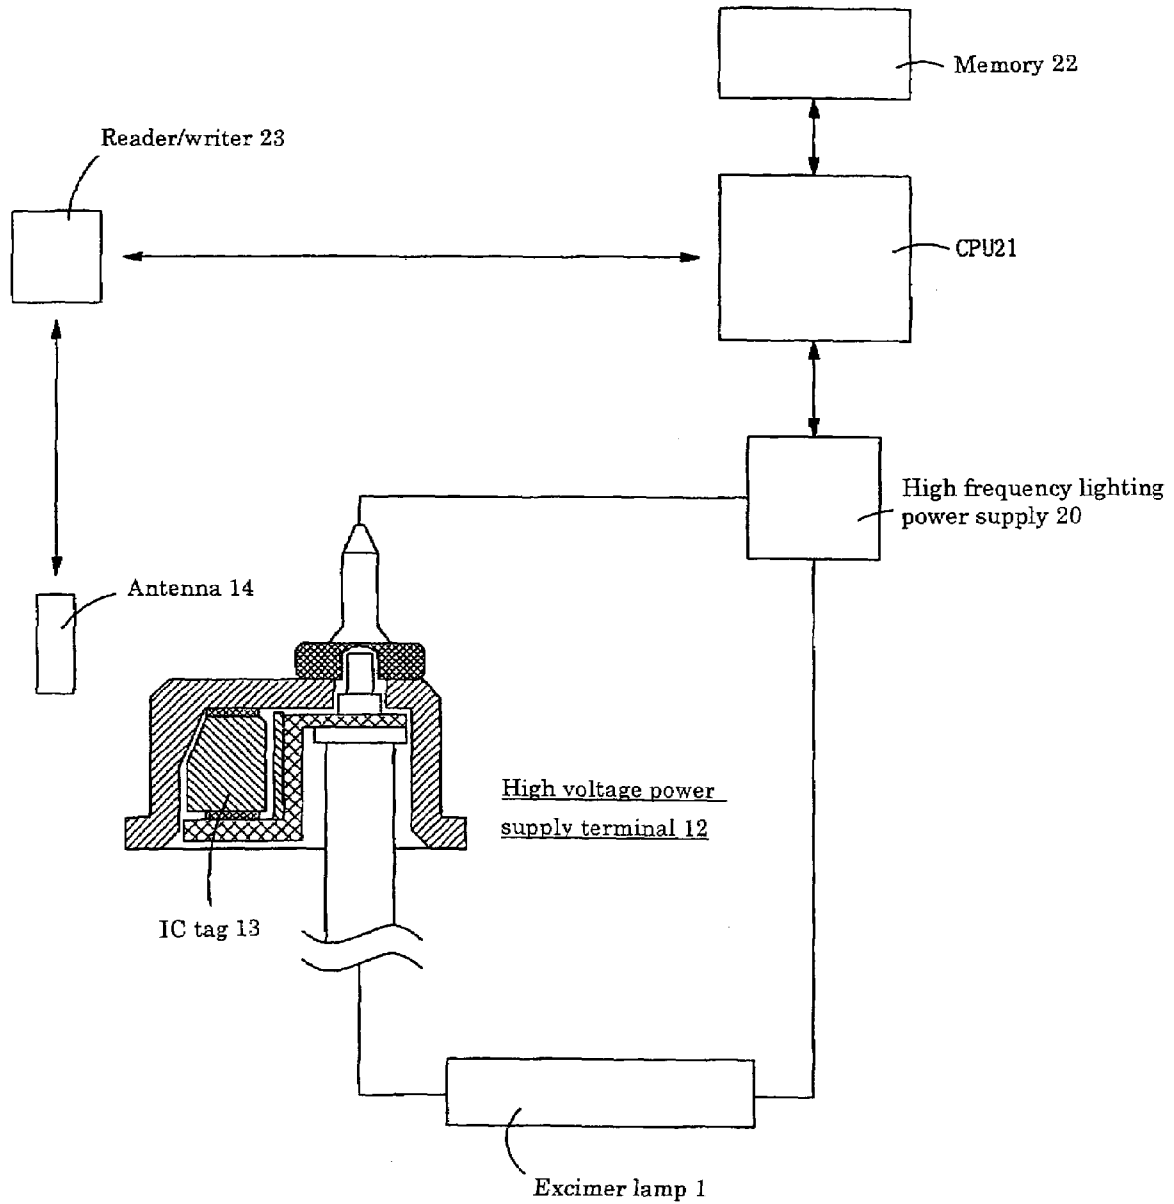 Memory 22
Reader/writer 23
CPU21
High frequency lighting
power supply 20
Antenna 14
High voltage power
supply terminal 12
IC tag 13
Excimer lamp 1